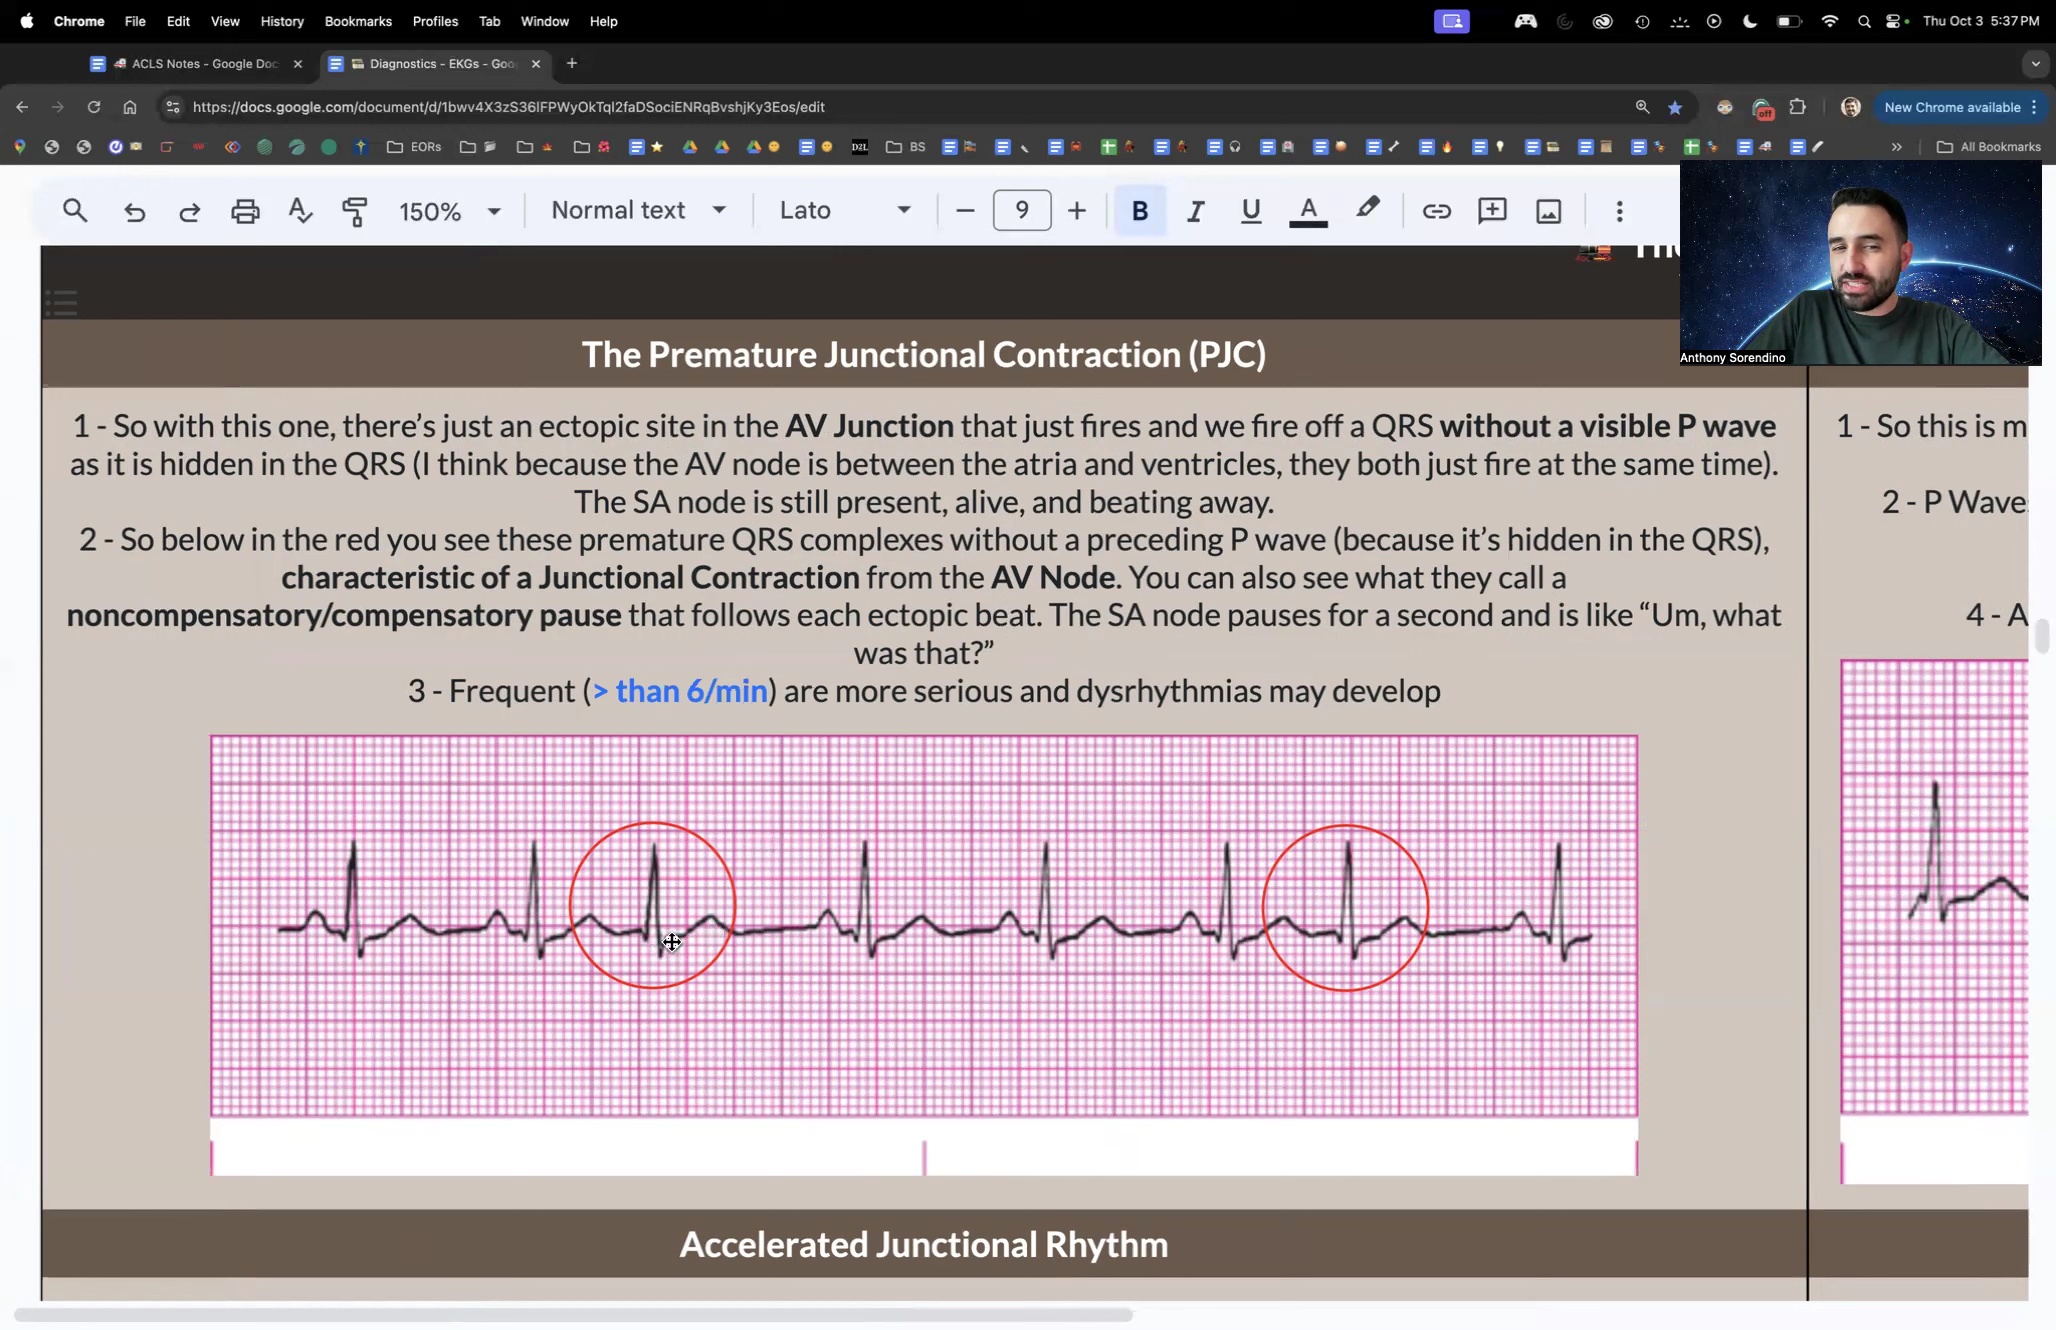 Chrome File Edit View History Bookmarks Profiles Tab Window Help Thu Oct 3 5:37 PM
ACLS Notes - Google Doc Diagnostics - EKGs - Goo
https://docs.google.com/document/d/1bwv4X3zS36lFPWyOkTql2faDSociENRqBvshjKy3Eos/edit off New Chrome available
EORs D2L BS All Bookmarks
150% Normal text Lato 9 B I U A
Anthony Sorendino
The Premature Junctional Contraction (PJC)
1 - So with this one, there’s just an ectopic site in the AV Junction that just fires and we fire off a QRS without a visible P wave
as it is hidden in the QRS (I think because the AV node is between the atria and ventricles, they both just fire at the same time).
The SA node is still present, alive, and beating away.
2 - So below in the red you see these premature QRS complexes without a preceding P wave (because it’s hidden in the QRS),
characteristic of a Junctional Contraction from the AV Node. You can also see what they call a
noncompensatory/compensatory pause that follows each ectopic beat. The SA node pauses for a second and is like “Um, what
was that?”
3 - Frequent (> than 6/min) are more serious and dysrhythmias may develop
1 - So this is m
2 - P Wave
4 - A
Accelerated Junctional Rhythm